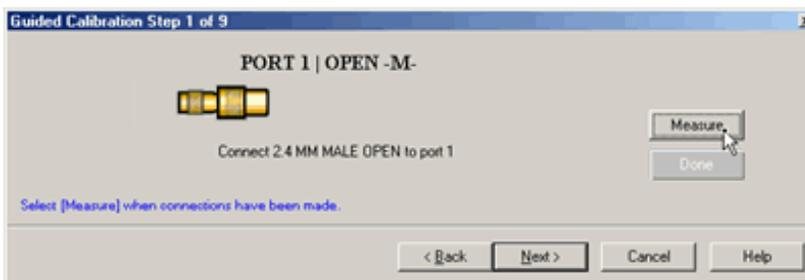 Guided Calibration Step 1 of 9
PORT 1 | OPEN -M-
Measure
Connect 2.4 MM MALE OPEN to port 1
Done
Select [Measure] when connections have been made.
< Back
Next >
Cancel
Help